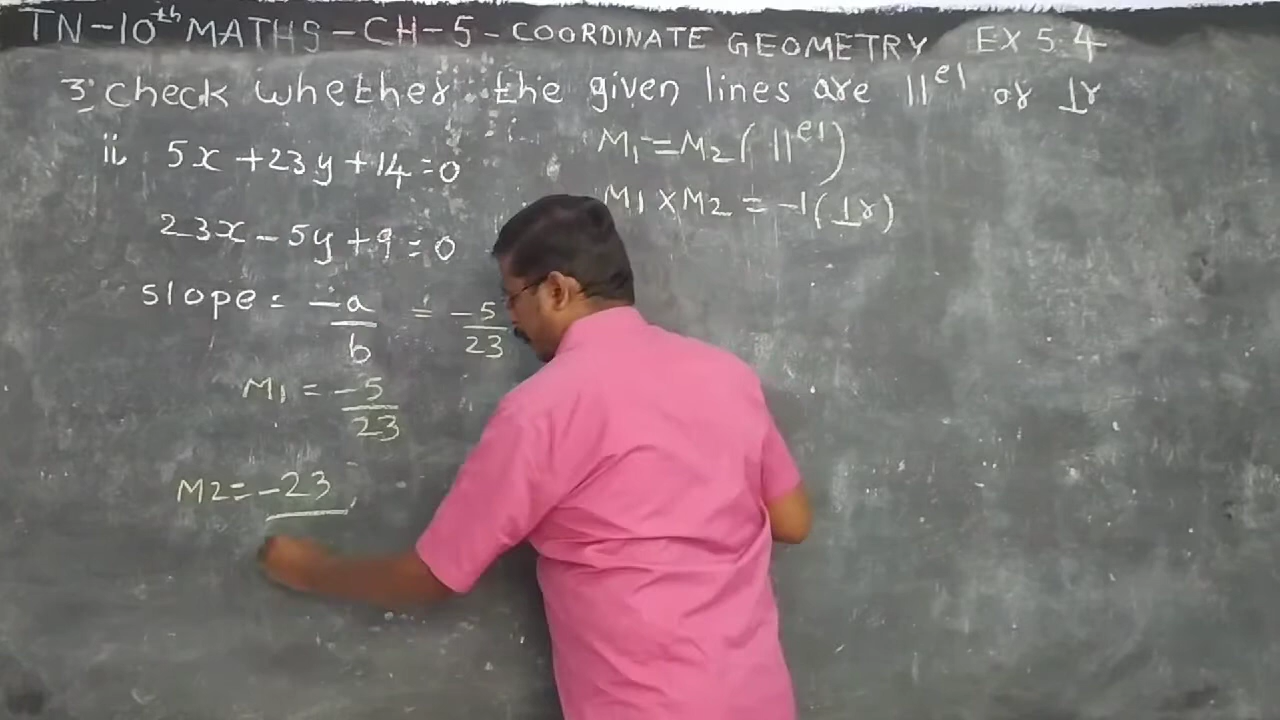 TN-10th MATHS-CH-5-COORDINATE GEOMETRY EX 5.4
3. check whether the given lines are ||el or ⊥r
ii, 5x+23y+14=0
23x-5y+9=0
M1=M2(||el)
M1×M2=-1(⊥r)
slope = -a/b = -5/23
M1 = -5/23
M2=-23